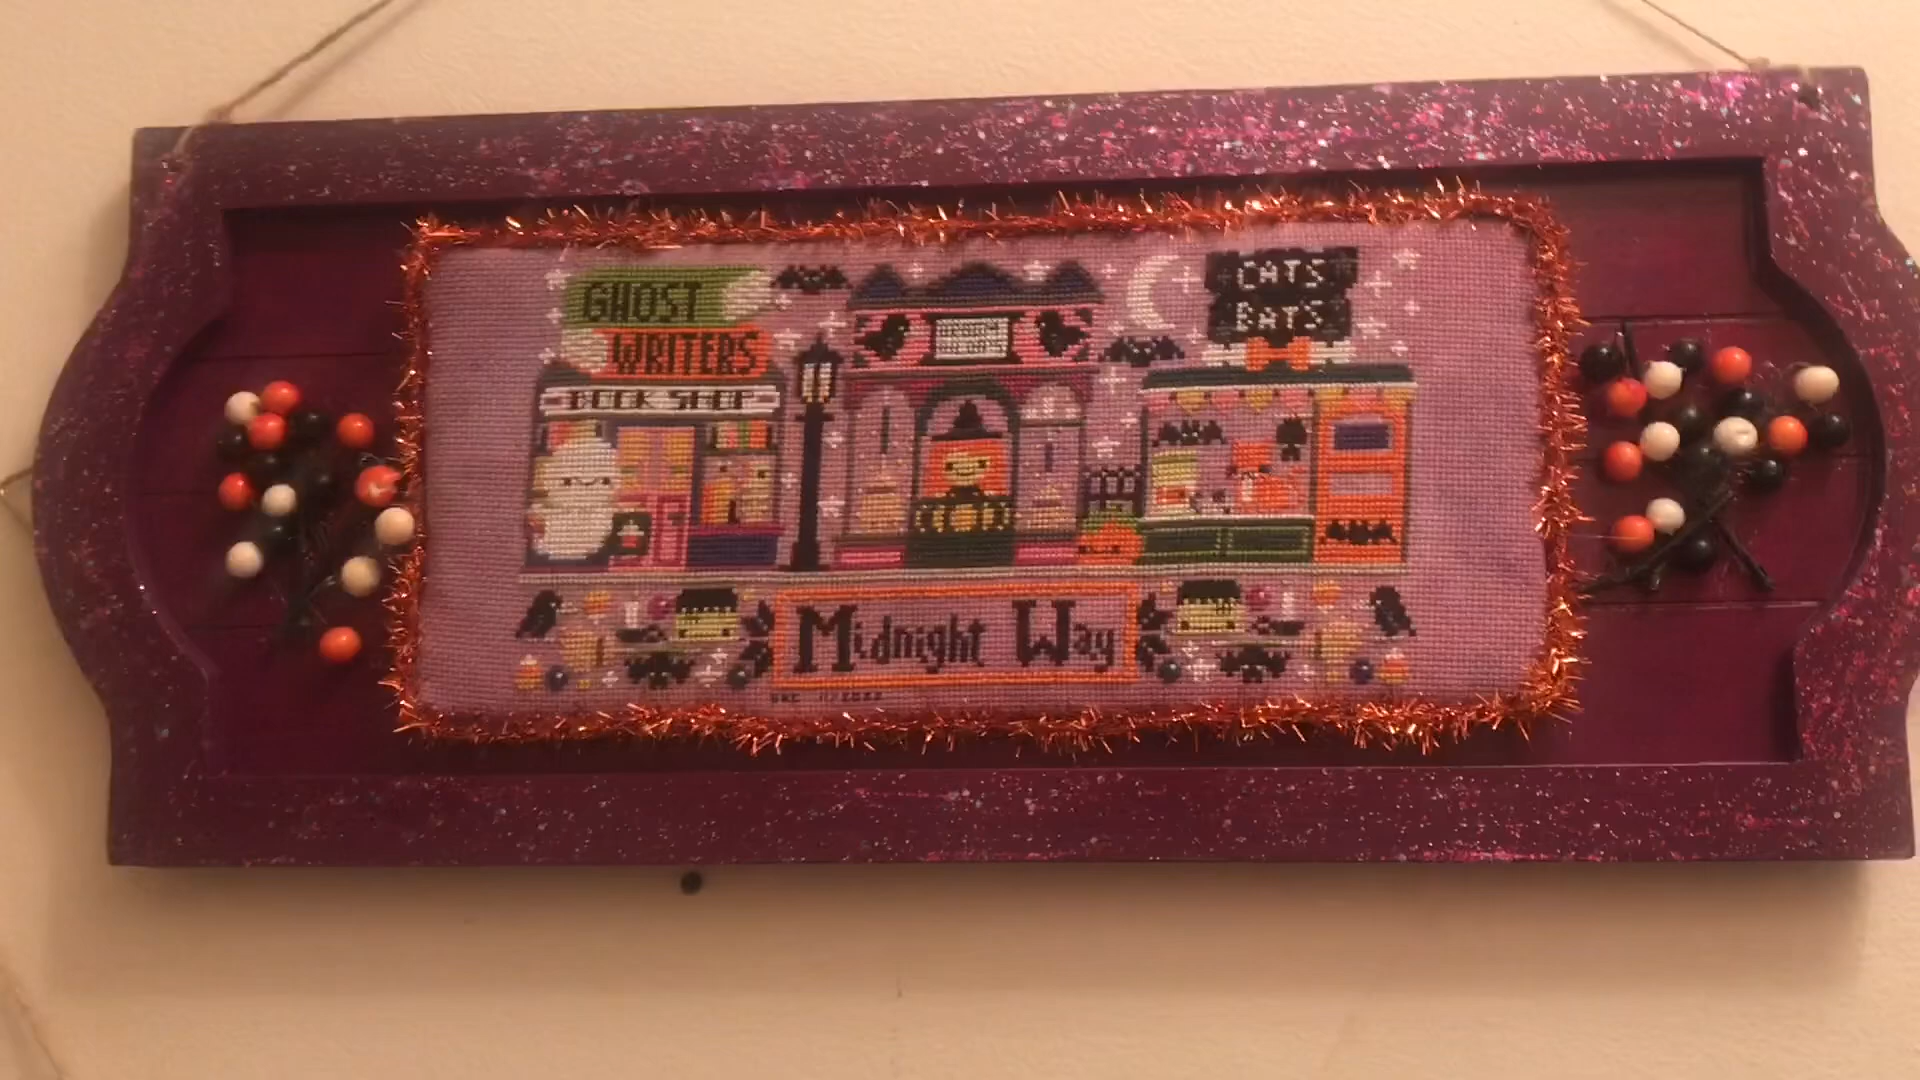 GHOST
WRITERS
BOOK SHOP
CATS
BATS
Midnight Way